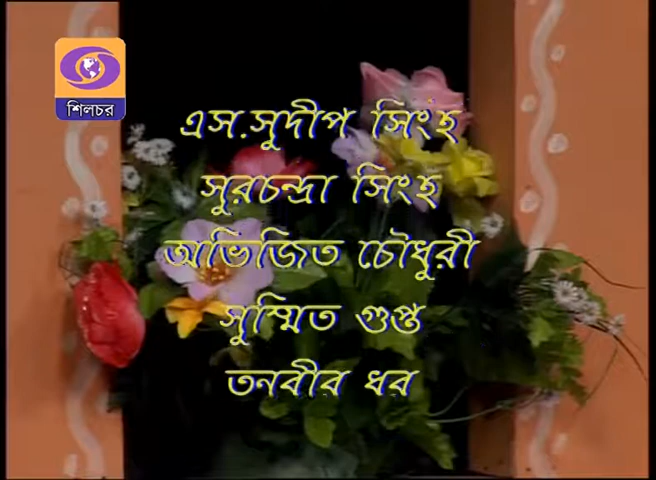 শিলচর
এস.সুদীপ সিংহ
সুরচন্দ্রা সিংহ
অভিজিত চৌধুরী
সুস্মিত গুপ্ত
তনবীর ধর